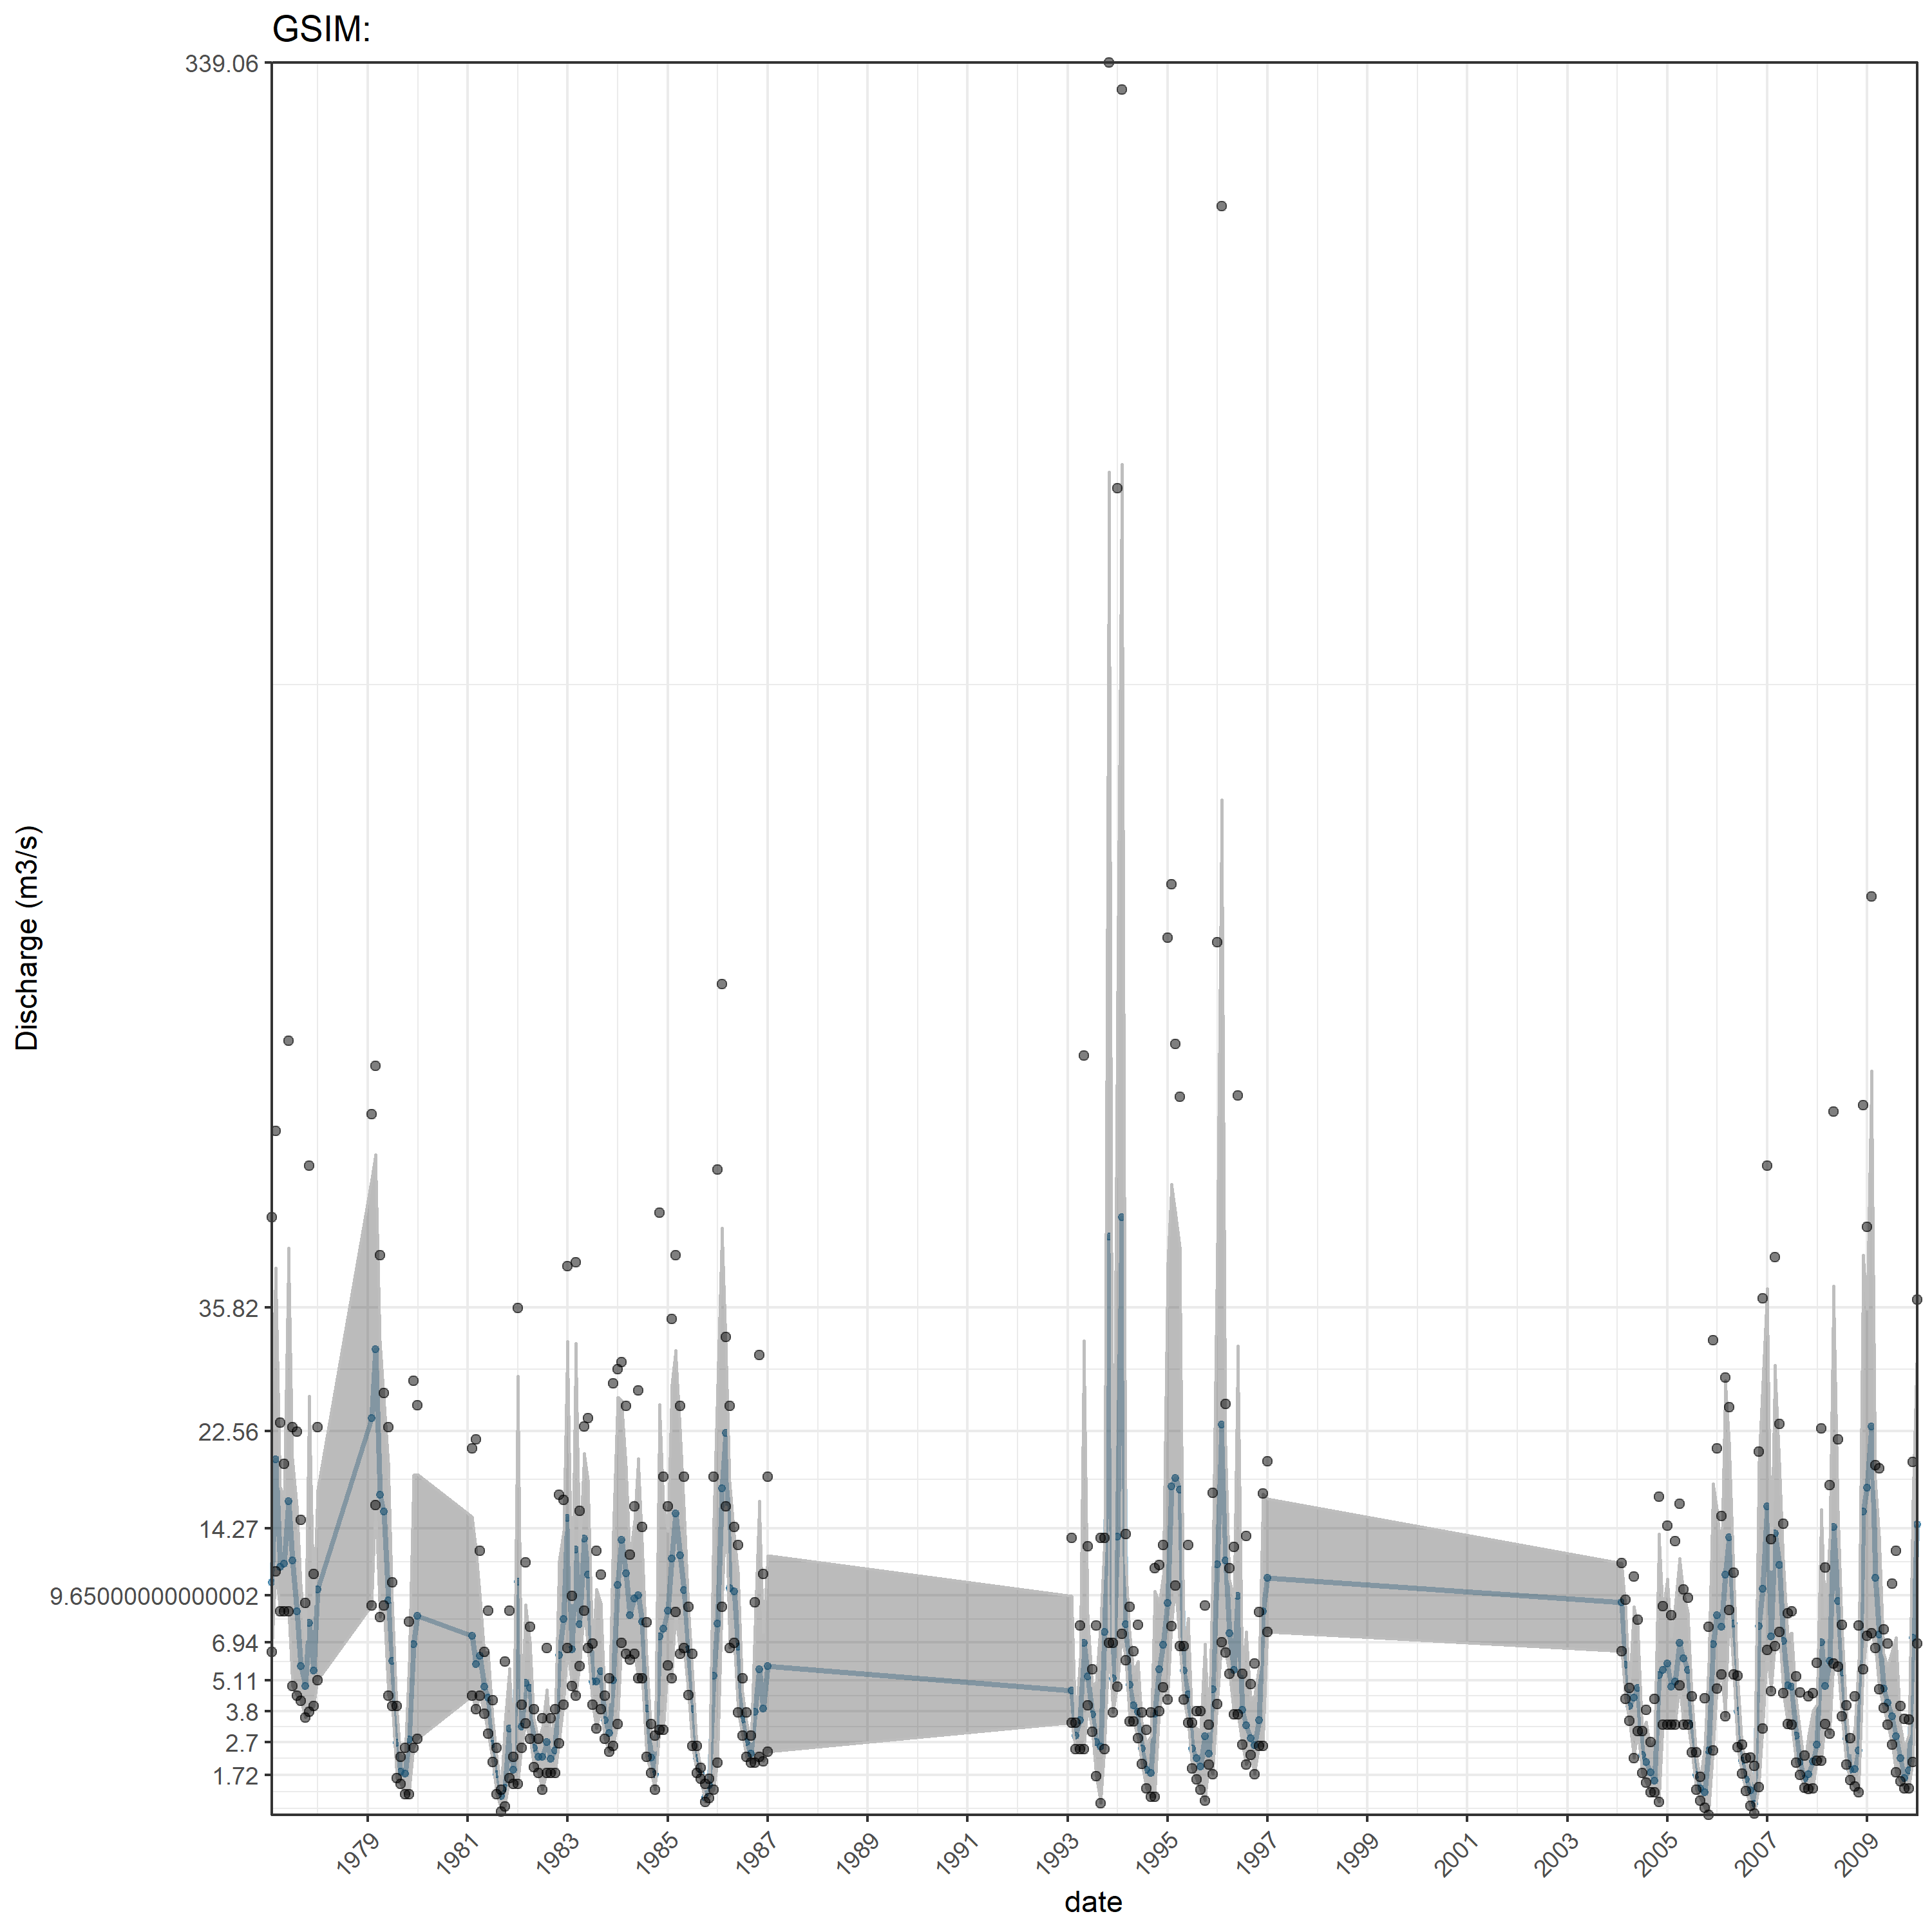 GSIM:
339.06
35.82
22.56
14.27
9.65000000000002
6.94
5.11
3.8
2.7
1.72
Discharge (m3/s)
1979 1981 1983 1985 1987 1989 1991 1993 1995 1997 1999 2001 2003 2005 2007 2009
date